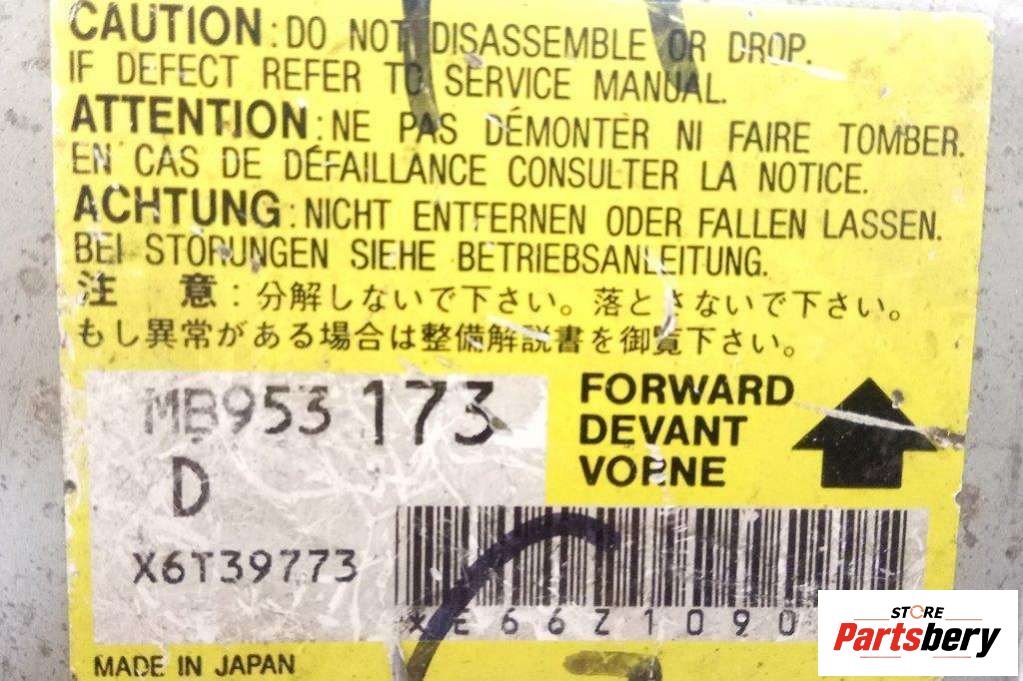 CAUTION: DO NOT DISASSEMBLE OR DROP.
IF DEFECT REFER TO SERVICE MANUAL.
ATTENTION: NE PAS DÉMONTER NI FAIRE TOMBER.
EN CAS DE DÉFAILLANCE CONSULTER LA NOTICE.
ACHTUNG: NICHT ENTFERNEN ODER FALLEN LASSEN.
BEI STÖRUNGEN SIEHE BETRIEBSANLEITUNG.
注 意: 分解しないで下さい。落とさないで下さい。
もし異常がある場合は整備解説書を御覧下さい。
MB953173
D
X6T39773
FORWARD
DEVANT
VORNE
*E66Z1090
MADE IN JAPAN
STORE
Partsbery